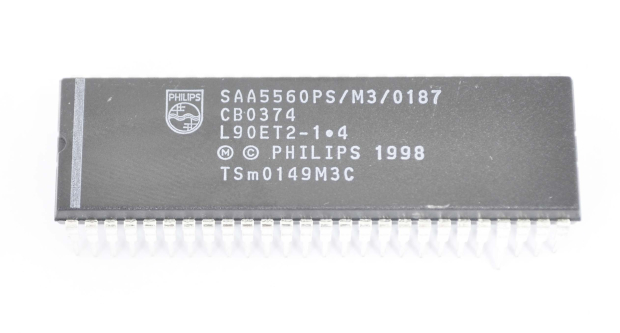 PHILIPS
SAA5560PS/M3/0187
CB0374
L90ET2-1•4
Ⓜ © PHILIPS 1998
TSm0149M3C